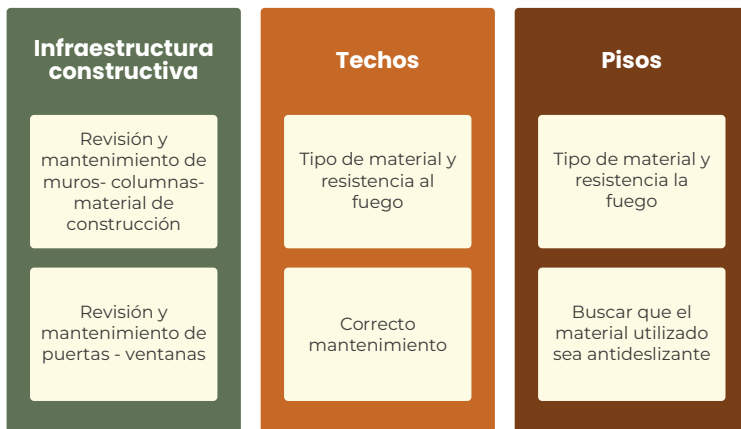 Infraestructura
constructiva
Revisión y
mantenimiento de
muros- columnas-
material de
construcción
Revisión y
mantenimiento de
puertas - ventanas
Techos
Tipo de material y
resistencia al
fuego
Correcto
mantenimiento
Pisos
Tipo de material y
resistencia la
fuego
Buscar que el
material utilizado
sea antideslizante